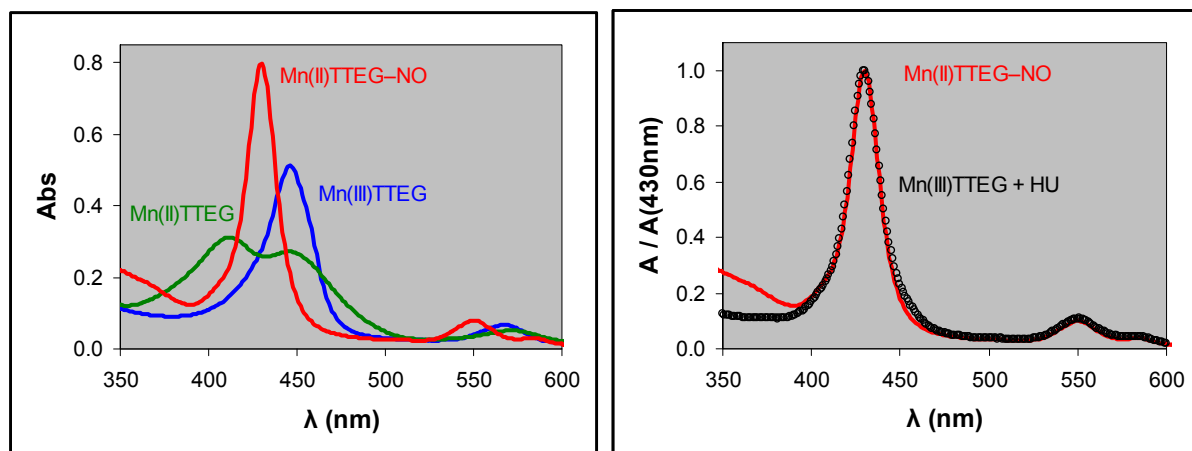 0.8
0.6
0.4
0.2
0.0
Abs
Mn(II)TTEG–NO
Mn(III)TTEG
Mn(II)TTEG
350 400 450 500 550 600
λ (nm)
1.0
0.8
0.6
0.4
0.2
0.0
A / A(430nm)
Mn(II)TTEG–NO
Mn(III)TTEG + HU
350 400 450 500 550 600
λ (nm)